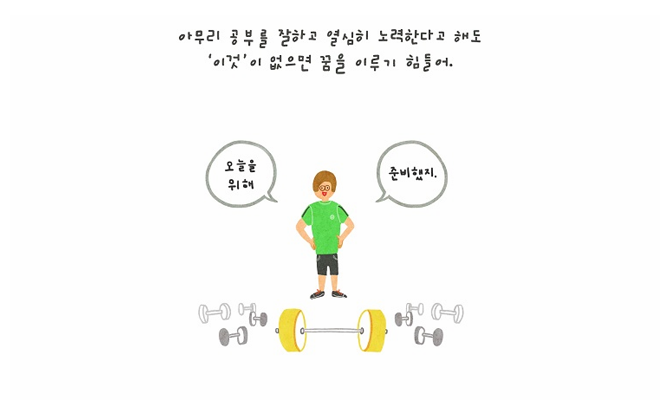 아무리 공부를 잘하고 열심히 노력한다고 해도
'이것'이 없으면 꿈을 이루기 힘들어.
오늘을
위해
준비했지.